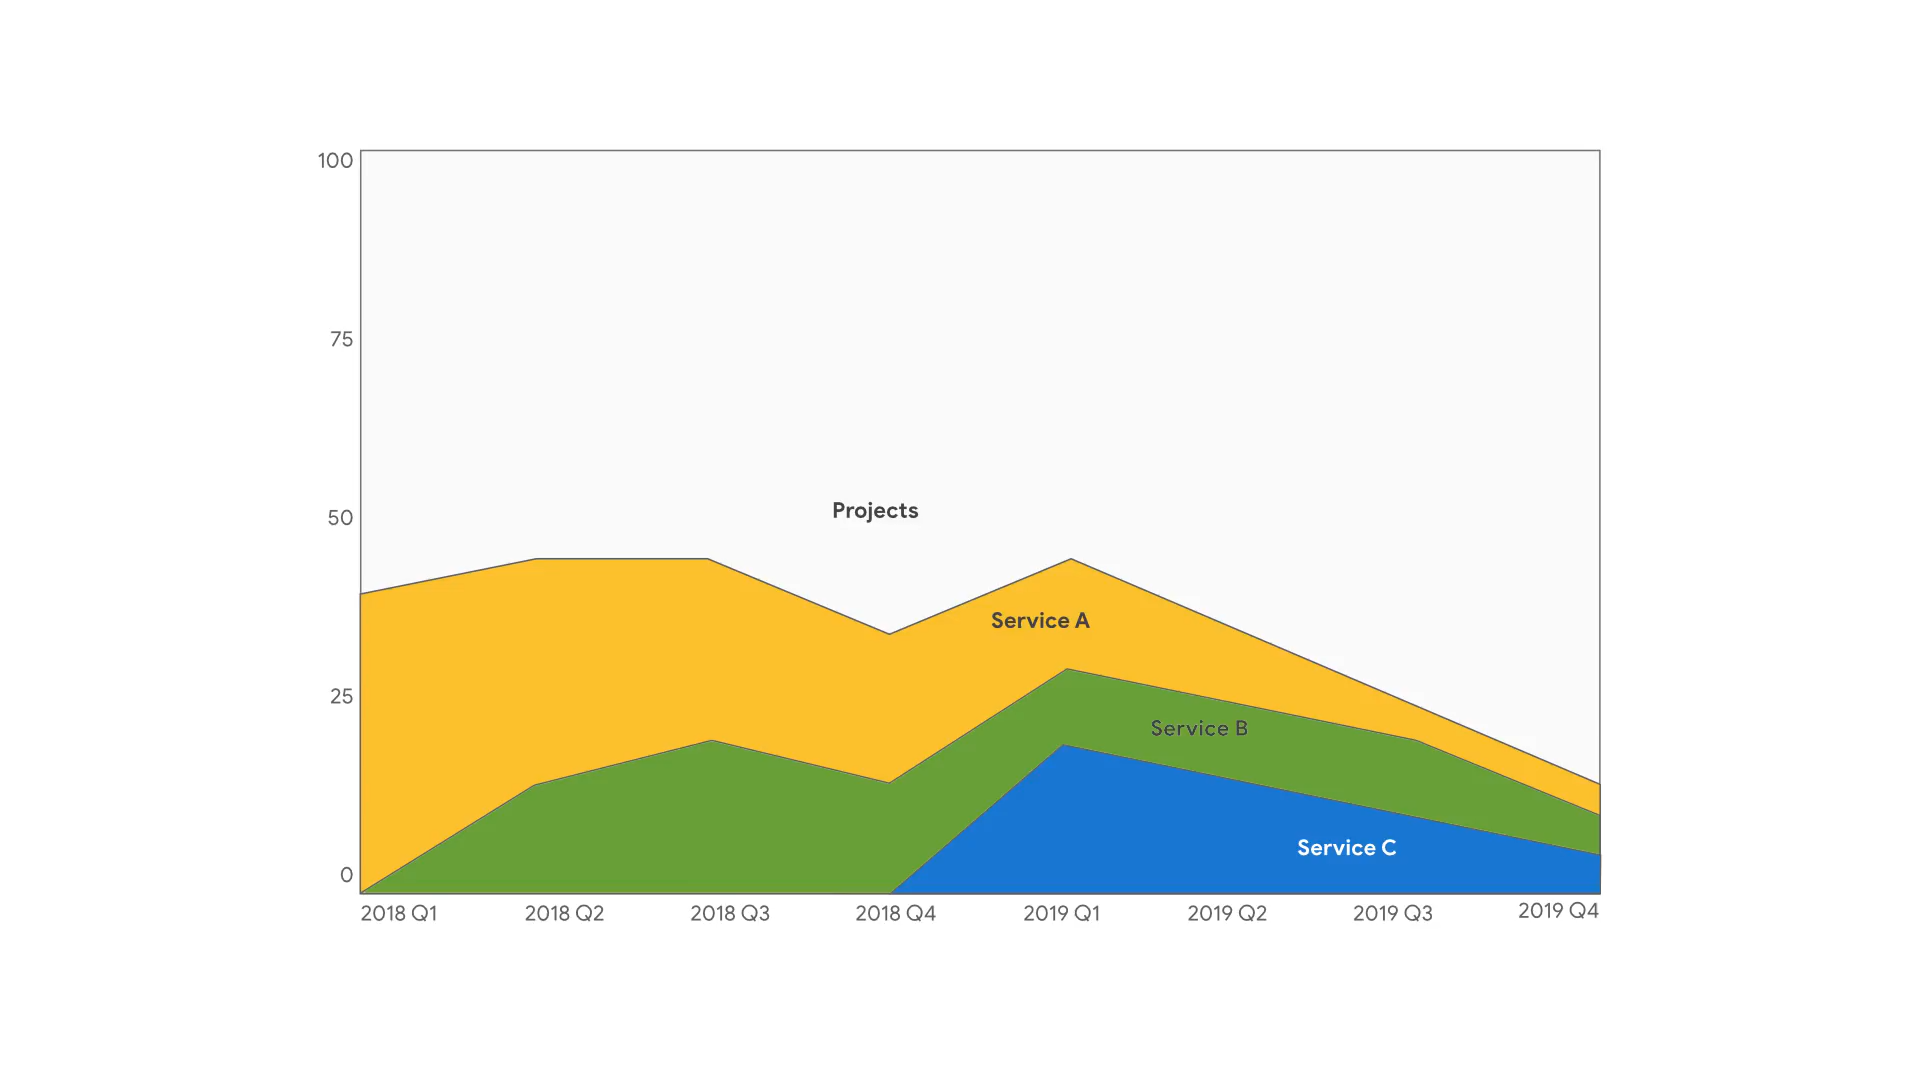 100
75
50
25
0
Projects
Service A
Service B
Service C
2018 Q1 2018 Q2 2018 Q3 2018 Q4 2019 Q1 2019 Q2 2019 Q3 2019 Q4